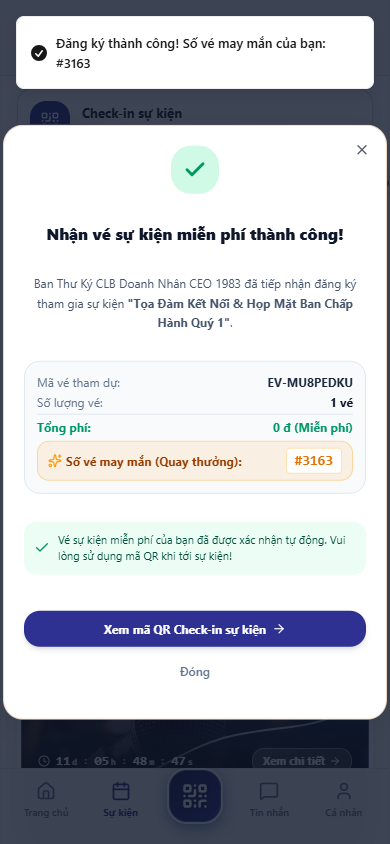 Đăng ký thành công! Số vé may mắn của bạn:
#3163
Check-in sự kiện
Nhận vé sự kiện miễn phí thành công!
Ban Thư Ký CLB Doanh Nhân CEO 1983 đã tiếp nhận đăng ký
tham gia sự kiện "Tọa Đàm Kết Nối & Họp Mặt Ban Chấp
Hành Quý 1".
Mã vé tham dự: EV-MU8PEDKU
Số lượng vé: 1 vé
Tổng phí: 0 đ (Miễn phí)
Số vé may mắn (Quay thưởng): #3163
Vé sự kiện miễn phí của bạn đã được xác nhận tự động. Vui
lòng sử dụng mã QR khi tới sự kiện!
Xem mã QR Check-in sự kiện →
Đóng
11d : 05h : 48m : 47s Xem chi tiết →
Trang chủ Sự kiện Tin nhắn Cá nhân